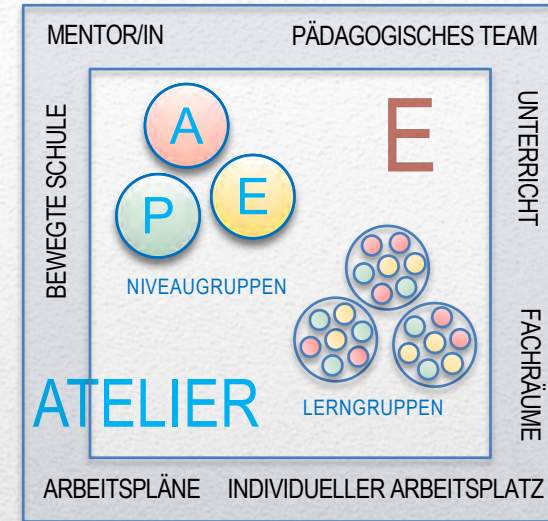 MENTOR/IN
PÄDAGOGISCHES TEAM
BEWEGTE SCHULE
UNTERRICHT
A
E
P
E
NIVEAUGRUPPEN
FACHRÄUME
ATELIER
LERNGRUPPEN
ARBEITSPLÄNE
INDIVIDUELLER ARBEITSPLATZ